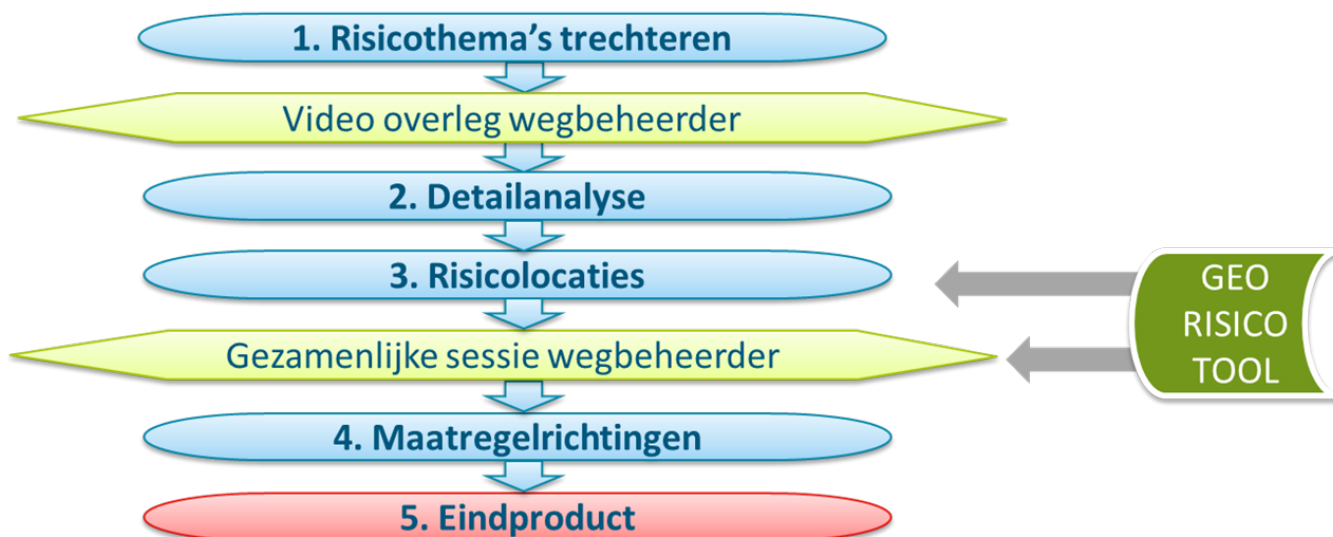 1. Risicothema’s trechteren
Video overleg wegbeheerder
2. Detailanalyse
3. Risicolocaties
Gezamenlijke sessie wegbeheerder
4. Maatregelrichtingen
5. Eindproduct
GEO
RISICO
TOOL